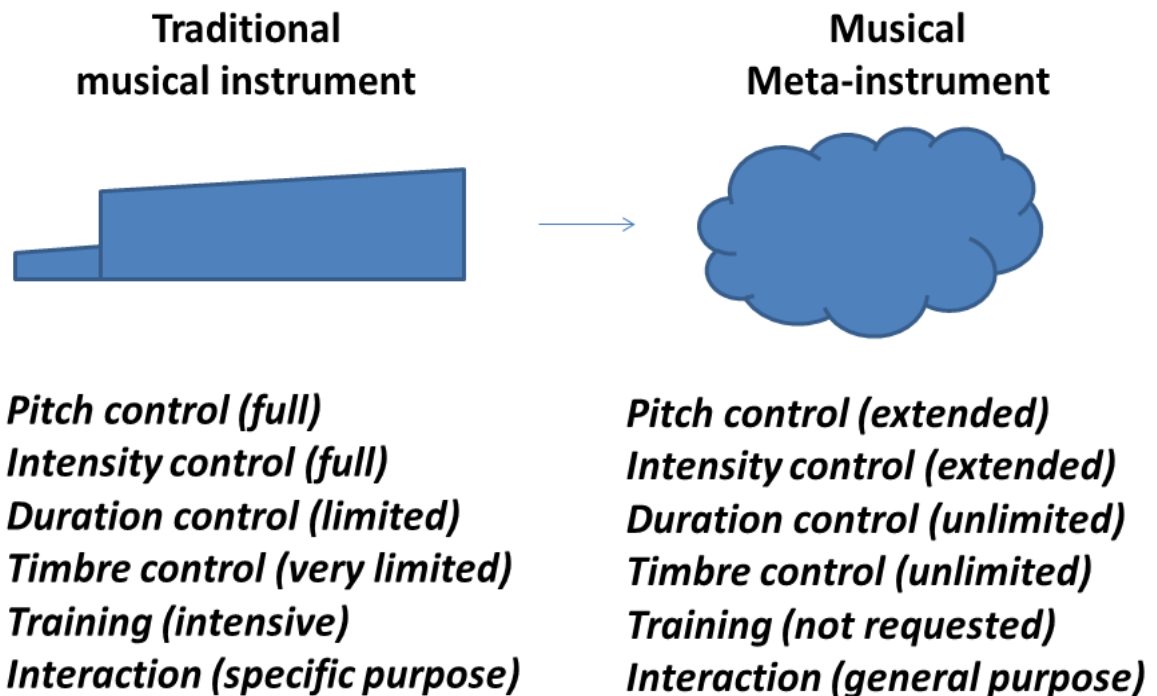 Traditional
musical instrument
Musical
Meta-instrument
Pitch control (full)
Intensity control (full)
Duration control (limited)
Timbre control (very limited)
Training (intensive)
Interaction (specific purpose)
Pitch control (extended)
Intensity control (extended)
Duration control (unlimited)
Timbre control (unlimited)
Training (not requested)
Interaction (general purpose)